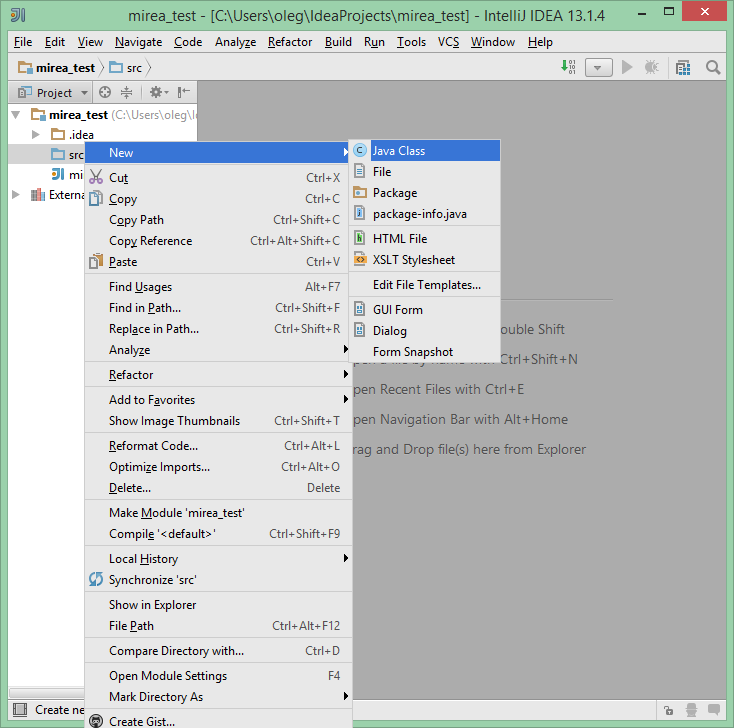 mirea_test - [C:\Users\oleg\IdeaProjects\mirea_test] - IntelliJ IDEA 13.1.4
File Edit View Navigate Code Analyze Refactor Build Run Tools VCS Window Help
mirea_test src
Project
mirea_test (C:\Users\oleg\I
.idea
src
mi
Externa
New
Cut Ctrl+X
Copy Ctrl+C
Copy Path Ctrl+Shift+C
Copy Reference Ctrl+Alt+Shift+C
Paste Ctrl+V
Find Usages Alt+F7
Find in Path... Ctrl+Shift+F
Replace in Path... Ctrl+Shift+R
Analyze
Refactor
Add to Favorites
Show Image Thumbnails Ctrl+Shift+T
Reformat Code... Ctrl+Alt+L
Optimize Imports... Ctrl+Alt+O
Delete... Delete
Make Module 'mirea_test'
Compile '<default>' Ctrl+Shift+F9
Local History
Synchronize 'src'
Show in Explorer
File Path Ctrl+Alt+F12
Compare Directory with... Ctrl+D
Open Module Settings F4
Mark Directory As
Create Gist...
Java Class
File
Package
package-info.java
HTML File
XSLT Stylesheet
Edit File Templates...
GUI Form
Dialog
Form Snapshot
ouble Shift
pen a file by name with Ctrl+Shift+N
pen Recent Files with Ctrl+E
pen Navigation Bar with Alt+Home
rag and Drop file(s) here from Explorer
Create ne